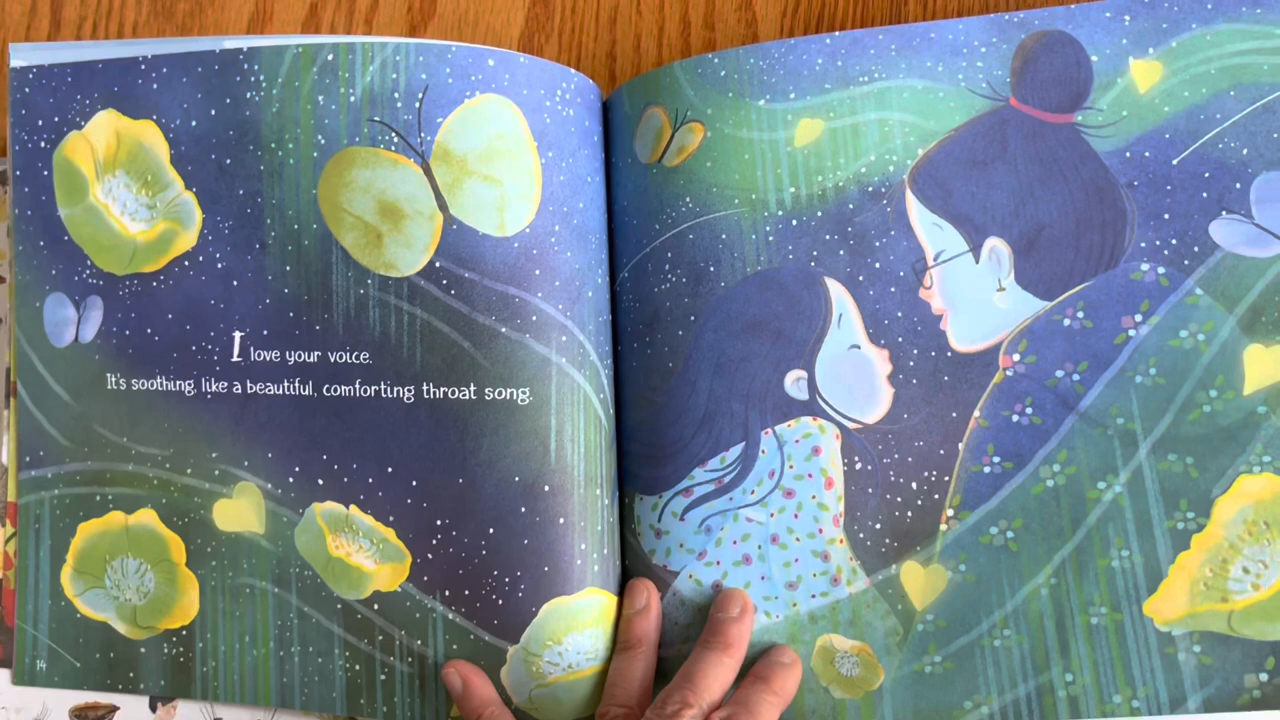 I love your voice.
It's soothing, like a beautiful, comforting throat song.
14